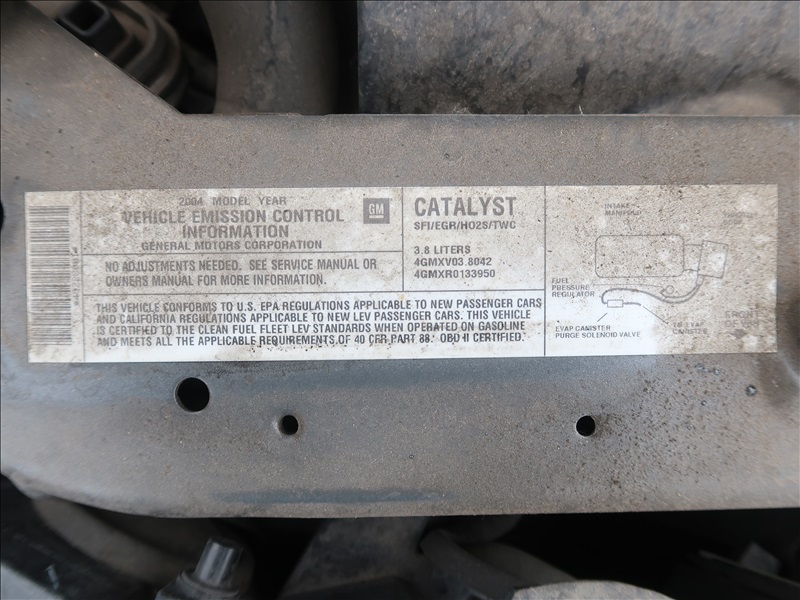 2004 MODEL YEAR
VEHICLE EMISSION CONTROL
INFORMATION
GENERAL MOTORS CORPORATION
GM
NO ADJUSTMENTS NEEDED. SEE SERVICE MANUAL OR
OWNERS MANUAL FOR MORE INFORMATION.
CATALYST
SFI/EGR/HO2S/TWC
3.8 LITERS
4GMXV03.8042
4GMXR0133950
THIS VEHICLE CONFORMS TO U.S. EPA REGULATIONS APPLICABLE TO NEW PASSENGER CARS
AND CALIFORNIA REGULATIONS APPLICABLE TO NEW LEV PASSENGER CARS. THIS VEHICLE
IS CERTIFIED TO THE CLEAN FUEL FLEET LEV STANDARDS WHEN OPERATED ON GASOLINE
AND MEETS ALL THE APPLICABLE REQUIREMENTS OF 40 CFR PART 88. OBD II CERTIFIED.
INTAKE
MANIFOLD
FUEL
PRESSURE
REGULATOR
EVAP CANISTER
PURGE SOLENOID VALVE
TO EVAP
CANISTER
FRONT